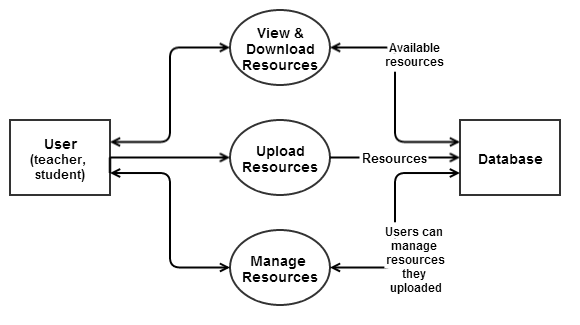 View &
Download
Resources
Available
resources
User
(teacher,
student)
Upload
Resources
Resources
Database
Manage
Resources
Users can
manage
resources
they
uploaded